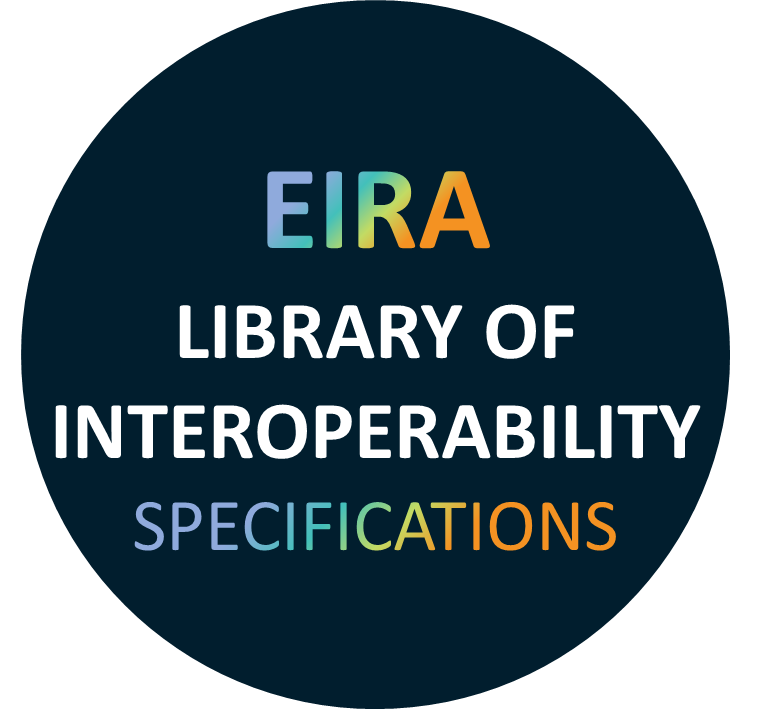 EIRA
LIBRARY OF
INTEROPERABILITY
SPECIFICATIONS